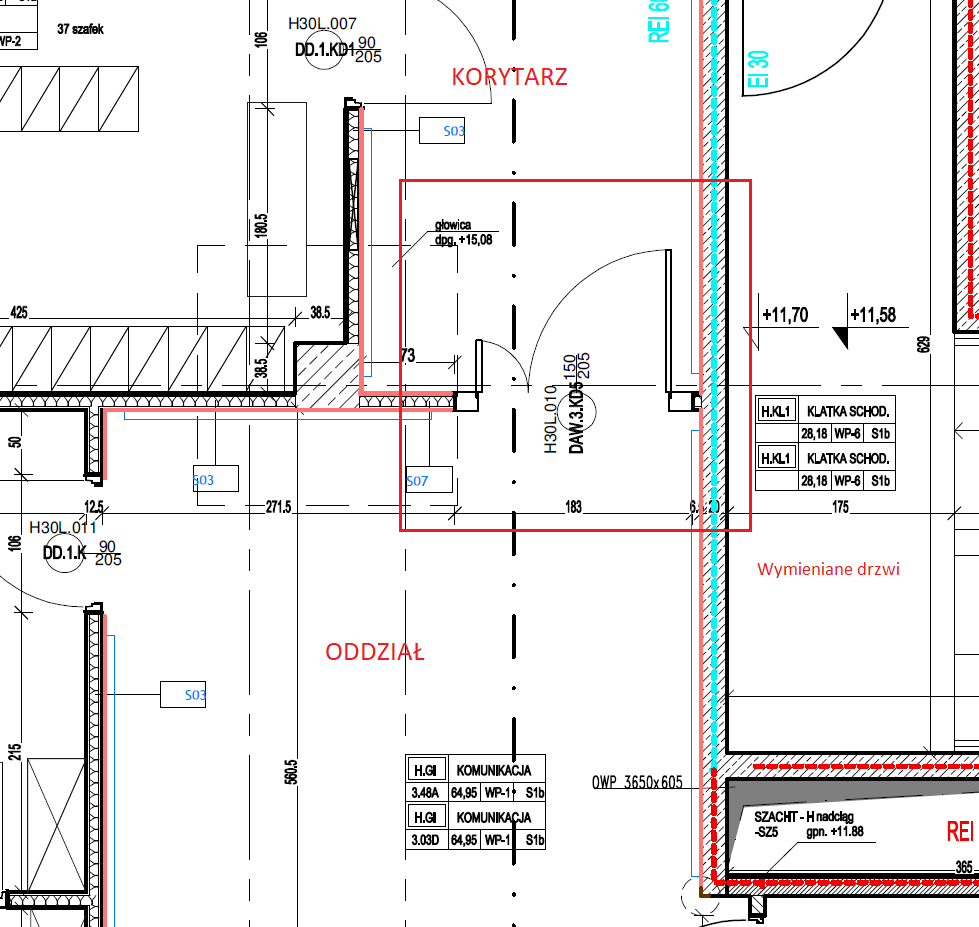 WP-2
37 szafek
H30L.007
DD.1.KD1
90
205
106
KORYTARZ
REI 60
EI 30
S03
180.5
głowica
dpg. +15,08
425
38.5
38.5
73
+11,70
+11,58
629
H30L.010
DAW.3.KD5
150
205
H.KL1 KLATKA SCHOD.
28,18 WP-6 S1b
H.KL1 KLATKA SCHOD.
28,18 WP-6 S1b
50
S03
S07
12.5
271.5
183
175
H30L.011
DD.1.K
90
205
106
Wymieniane drzwi
ODDZIAŁ
S03
215
560.5
H.GI KOMUNIKACJA
3.48A 64,95 WP-1 S1b
H.GI KOMUNIKACJA
3.03D 64,95 WP-1 S1b
OWP 3650x605
SZACHT - H nadciąg
-SZ5 gpn. +11.88
REI
365